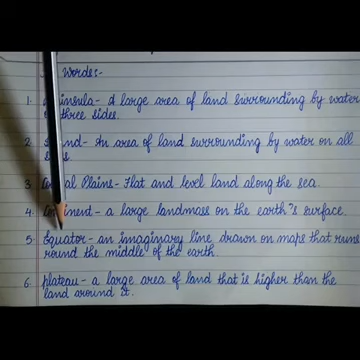 Words:-
1. insula- A large area of land surrounding by water
three sides.
2. and- An area of land surrounding by water on all
3. al Plains- Flat and level land along the sea.
4. inent- a large landmass on the earth"s surface.
5. Equator- an imaginary line drawn on maps that runs
round the middle of the earth.
6. plateau- a large area of land that is higher than the
land around it.